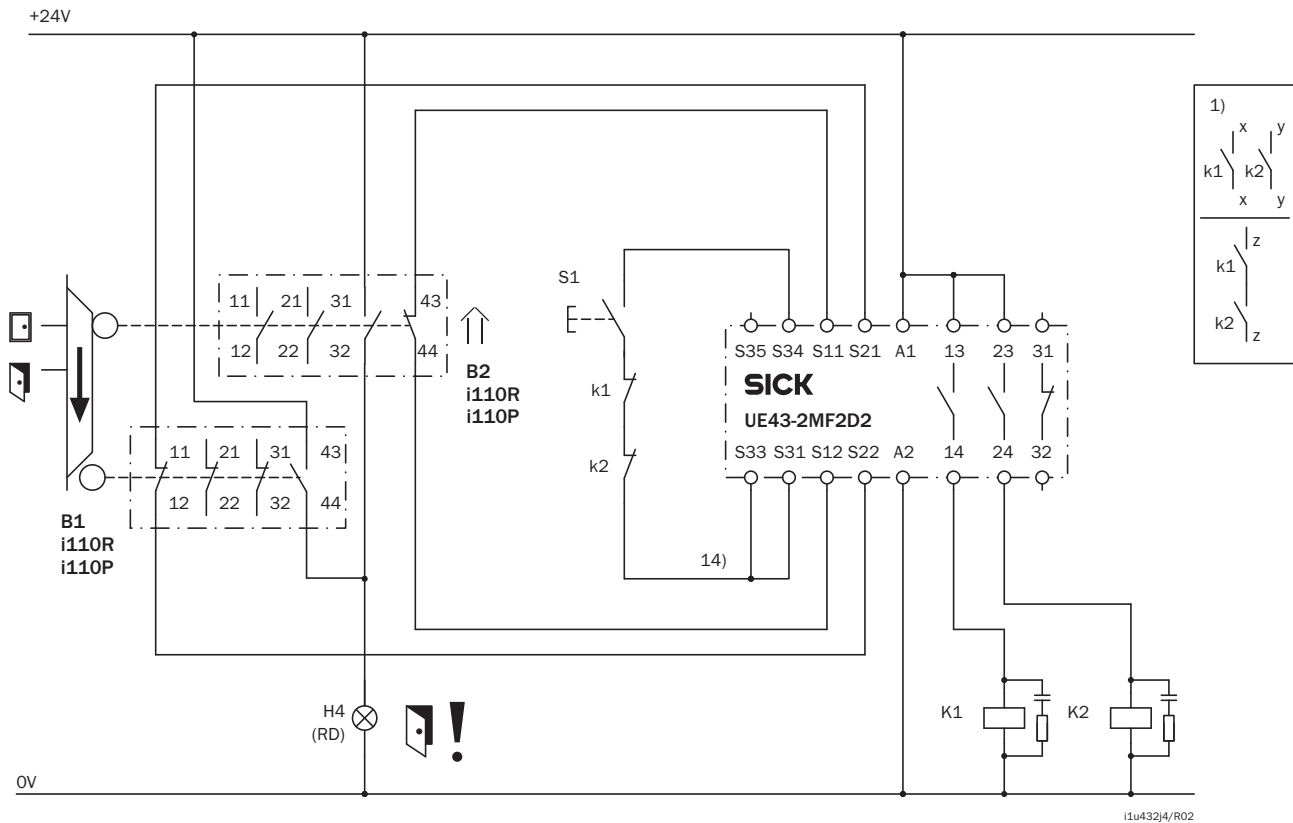 +24V
1)
x y
k1 k2
x y
z
k1
k2
z
S1
11 21 31 43
12 22 32 44
B2
i110R
i110P
k1
k2
S35 S34 S11 S21 A1 13 23 31
SICK
UE43-2MF2D2
S33 S31 S12 S22 A2 14 24 32
11 21 31 43
12 22 32 44
B1
i110R
i110P
14)
H4
(RD)
!
K1 K2
0V
i1u432j4/R02